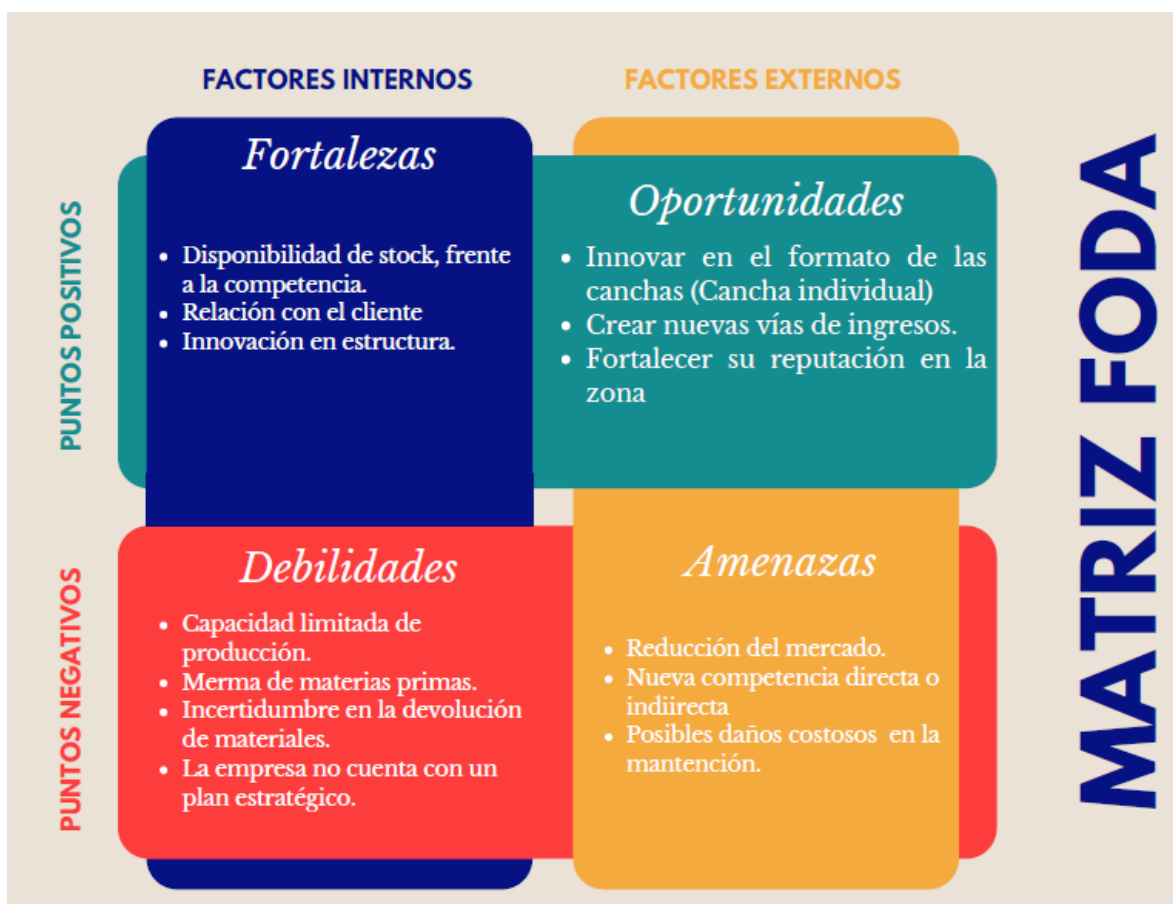 FACTORES INTERNOS
FACTORES EXTERNOS
PUNTOS POSITIVOS
Fortalezas
• Disponibilidad de stock, frente
a la competencia.
• Relación con el cliente
• Innovación en estructura.
Oportunidades
• Innovar en el formato de las
canchas (Cancha individual)
• Crear nuevas vías de ingresos.
• Fortalecer su reputación en la
zona
PUNTOS NEGATIVOS
Debilidades
• Capacidad limitada de
producción.
• Merma de materias primas.
• Incertidumbre en la devolución
de materiales.
• La empresa no cuenta con un
plan estratégico.
Amenazas
• Reducción del mercado.
• Nueva competencia directa o
indiirecta
• Posibles daños costosos en la
mantención.
MATRIZ FODA